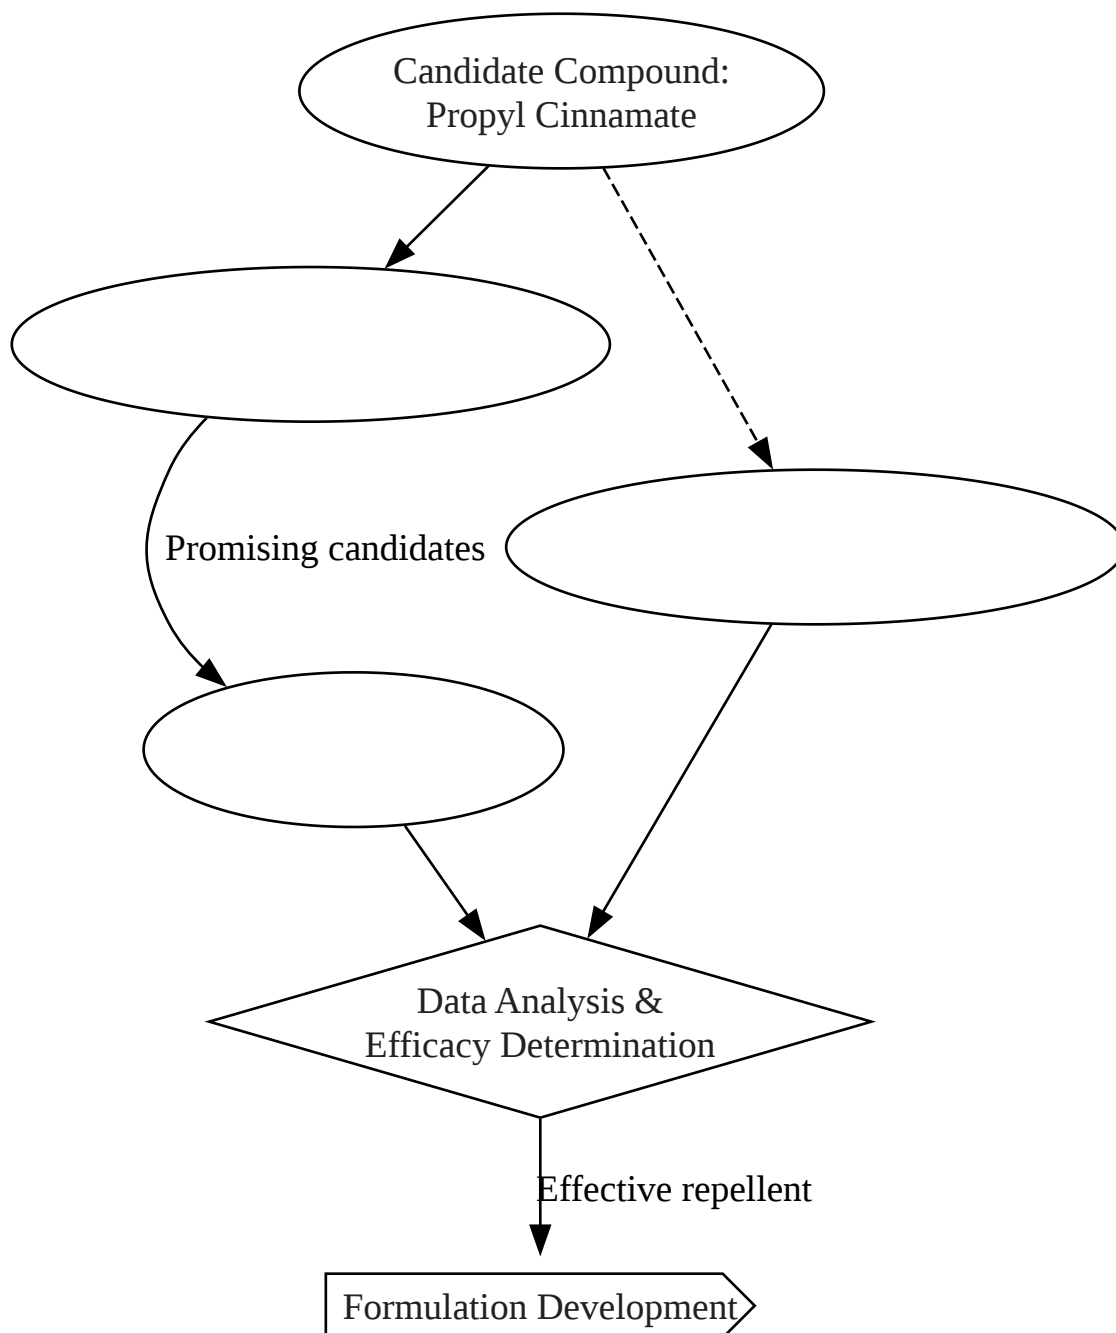 Candidate Compound:
Propyl Cinnamate
Promising candidates
Data Analysis &
Efficacy Determination
Effective repellent
Formulation Development